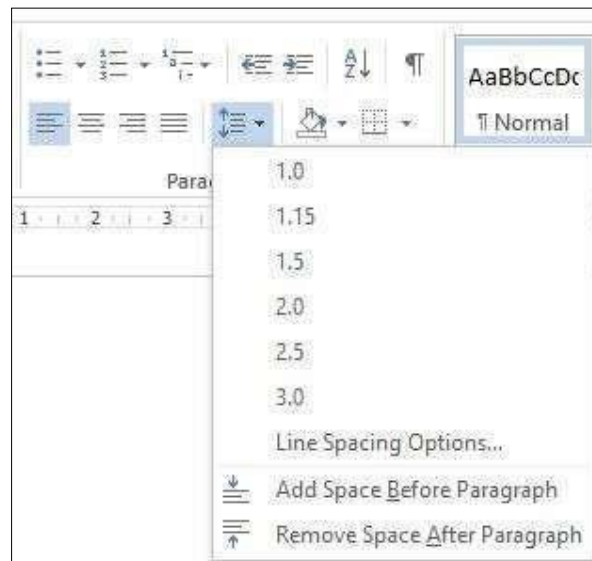 AaBbCcDc
¶ Normal
Para
1 2 3
1.0
1.15
1.5
2.0
2.5
3.0
Line Spacing Options...
Add Space Before Paragraph
Remove Space After Paragraph